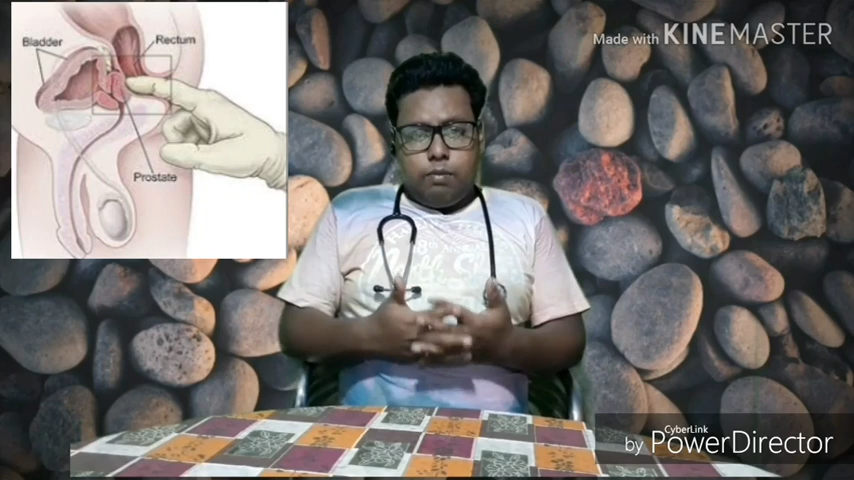 Bladder
Rectum
Prostate
Made with KINEMASTER
by CyberLink
PowerDirector